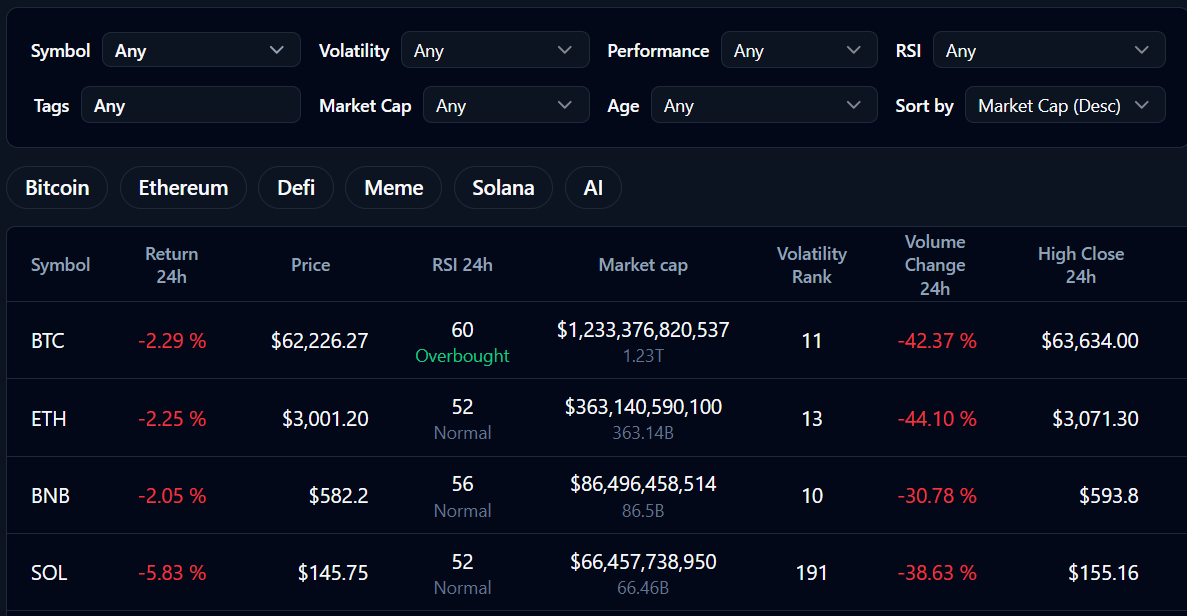 Symbol Any Volatility Any Performance Any RSI Any
Tags Any Market Cap Any Age Any Sort by Market Cap (Desc)
Bitcoin Ethereum Defi Meme Solana AI
Symbol Return 24h Price RSI 24h Market cap Volatility Rank Volume Change 24h High Close 24h
BTC -2.29 % $62,226.27 60 Overbought $1,233,376,820,537 1.23T 11 -42.37 % $63,634.00
ETH -2.25 % $3,001.20 52 Normal $363,140,590,100 363.14B 13 -44.10 % $3,071.30
BNB -2.05 % $582.2 56 Normal $86,496,458,514 86.5B 10 -30.78 % $593.8
SOL -5.83 % $145.75 52 Normal $66,457,738,950 66.46B 191 -38.63 % $155.16